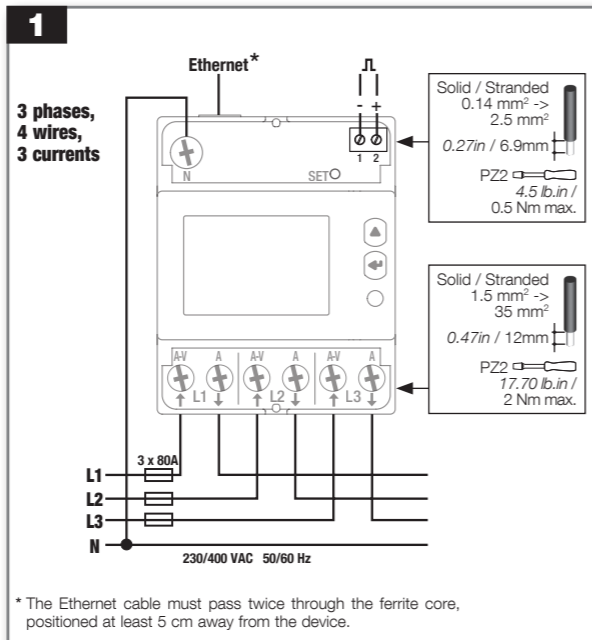 1
Ethernet*
3 phases,
4 wires,
3 currents
- +
1 2
N
SET
Solid / Stranded
0.14 mm² ->
2.5 mm²
0.27in / 6.9mm
PZ2
4.5 lb.in /
0.5 Nm max.
Solid / Stranded
1.5 mm² ->
35 mm²
0.47in / 12mm
PZ2
17.70 lb.in /
2 Nm max.
A-V A A-V A A-V A
L1 L2 L3
3 x 80A
L1
L2
L3
N
230/400 VAC 50/60 Hz
* The Ethernet cable must pass twice through the ferrite core,
positioned at least 5 cm away from the device.